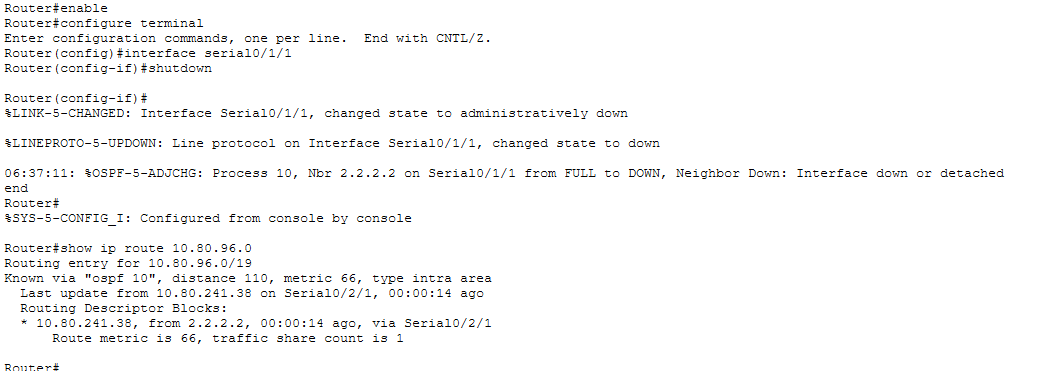 Router#enable
Router#configure terminal
Enter configuration commands, one per line.  End with CNTL/Z.
Router(config)#interface serial0/1/1
Router(config-if)#shutdown
Router(config-if)#
%LINK-5-CHANGED: Interface Serial0/1/1, changed state to administratively down
%LINEPROTO-5-UPDOWN: Line protocol on Interface Serial0/1/1, changed state to down
06:37:11: %OSPF-5-ADJCHG: Process 10, Nbr 2.2.2.2 on Serial0/1/1 from FULL to DOWN, Neighbor Down: Interface down or detached
end
Router#
%SYS-5-CONFIG_I: Configured from console by console
Router#show ip route 10.80.96.0
Routing entry for 10.80.96.0/19
Known via "ospf 10", distance 110, metric 66, type intra area
  Last update from 10.80.241.38 on Serial0/2/1, 00:00:14 ago
  Routing Descriptor Blocks:
  * 10.80.241.38, from 2.2.2.2, 00:00:14 ago, via Serial0/2/1
      Route metric is 66, traffic share count is 1
Router#